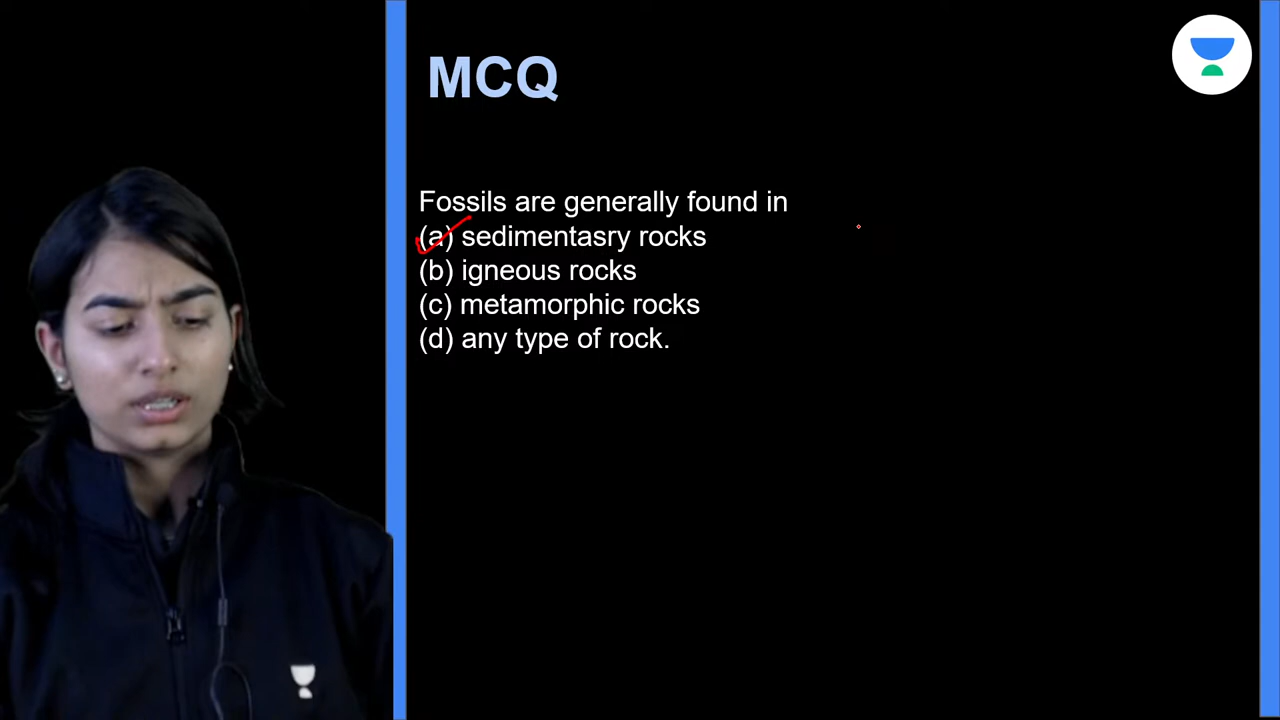 MCQ
Fossils are generally found in
(a) sedimentasry rocks
(b) igneous rocks
(c) metamorphic rocks
(d) any type of rock.